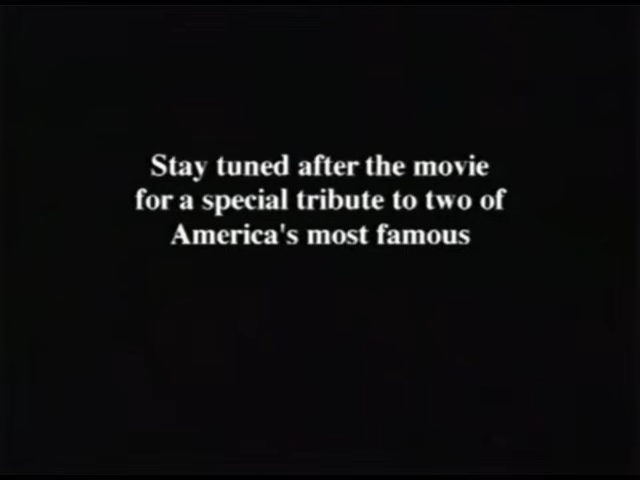 Stay tuned after the movie
for a special tribute to two of
America's most famous